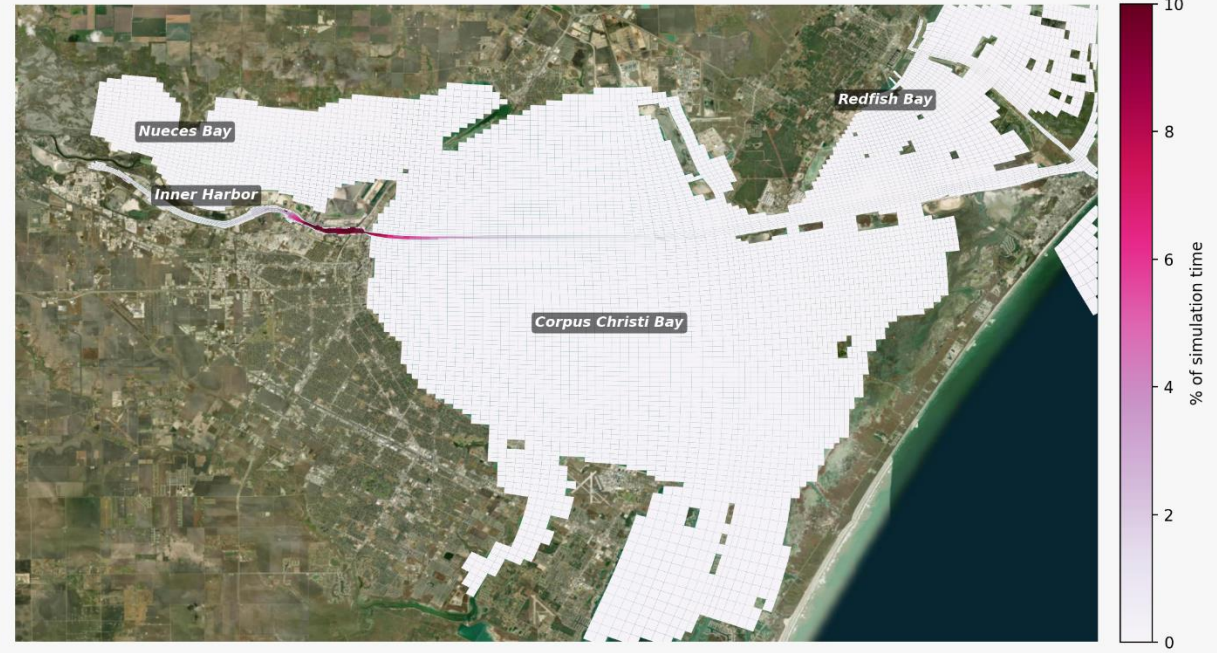 10
Redfish Bay
Nueces Bay
8
Inner Harbor
6
Corpus Christi Bay
% of simulation time
4
2
0